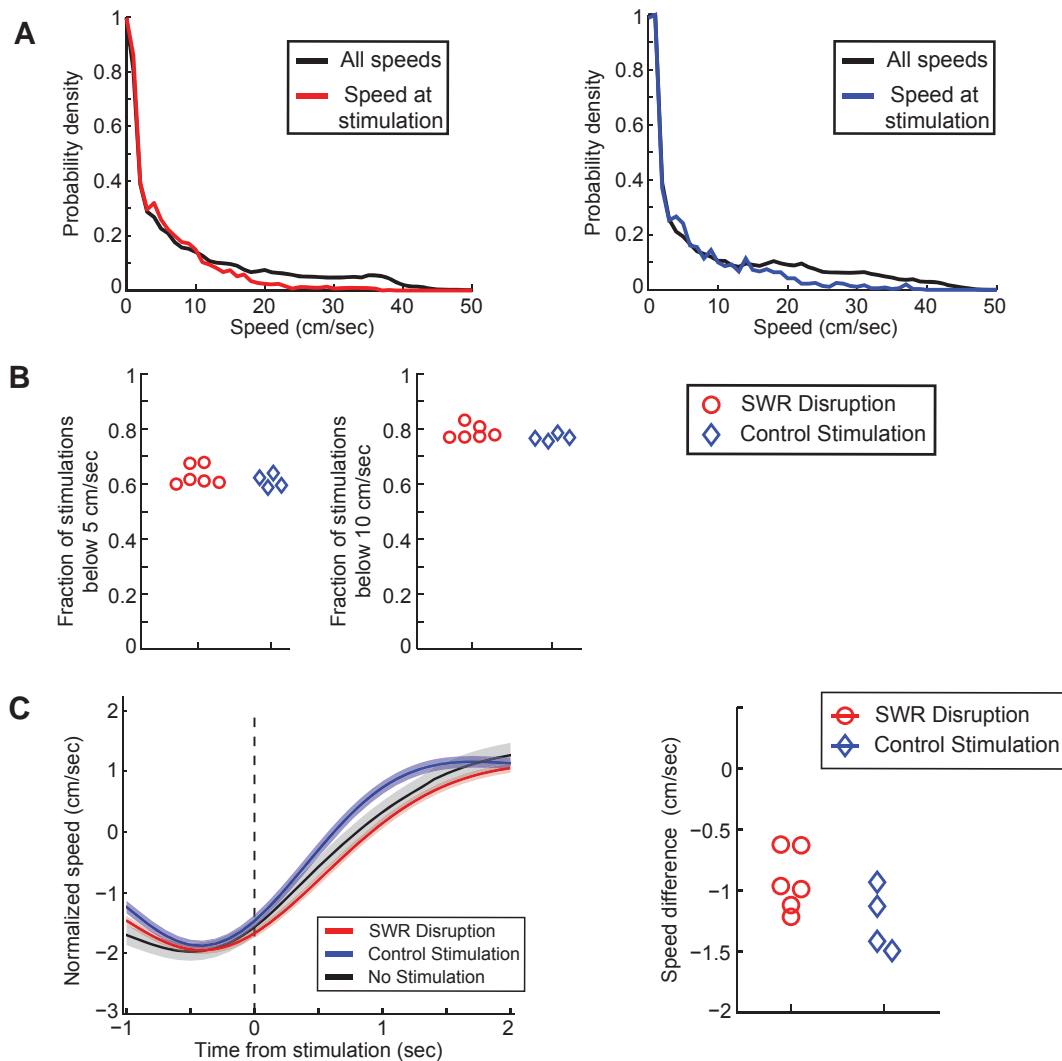 A
1
0.8
0.6
0.4
0.2
0
Probability density
0
10
20
30
40
50
Speed (cm/sec)
All speeds
Speed at
stimulation
1
0.8
0.6
0.4
0.2
0
Probability density
0
10
20
30
40
50
Speed (cm/sec)
All speeds
Speed at
stimulation
B
1
0.8
0.6
0.4
0.2
0
Fraction of stimulations
below 5 cm/sec
1
0.8
0.6
0.4
0.2
0
Fraction of stimulations
below 10 cm/sec
SWR Disruption
Control Stimulation
C
2
1
0
−1
−2
−3
Normalized speed (cm/sec)
−1
0
1
2
Time from stimulation (sec)
SWR Disruption
Control Stimulation
No Stimulation
SWR Disruption
Control Stimulation
0
−0.5
−1
−1.5
−2
Speed difference (cm/sec)